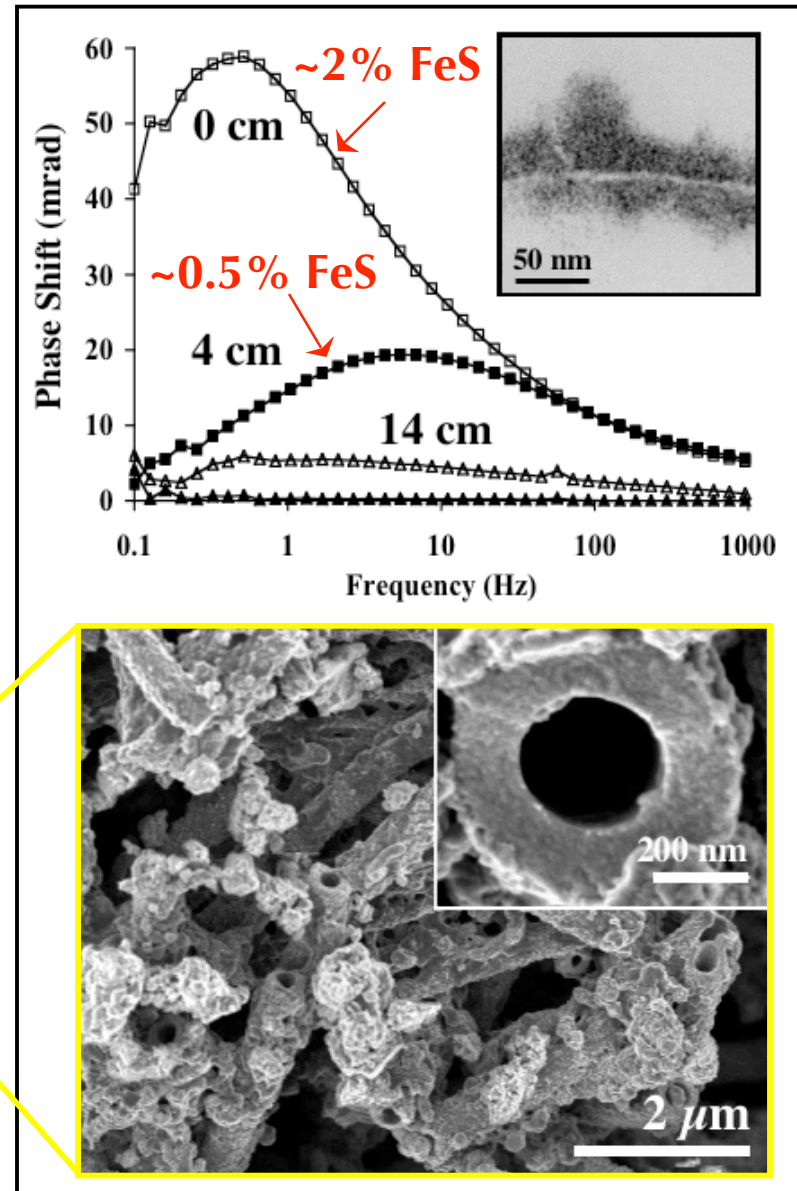 60
50
40
30
20
10
0
Phase Shift (mrad)
~2% FeS
0 cm
~0.5% FeS
4 cm
14 cm
50 nm
0.1
1
10
100
1000
Frequency (Hz)
200 nm
2 µm